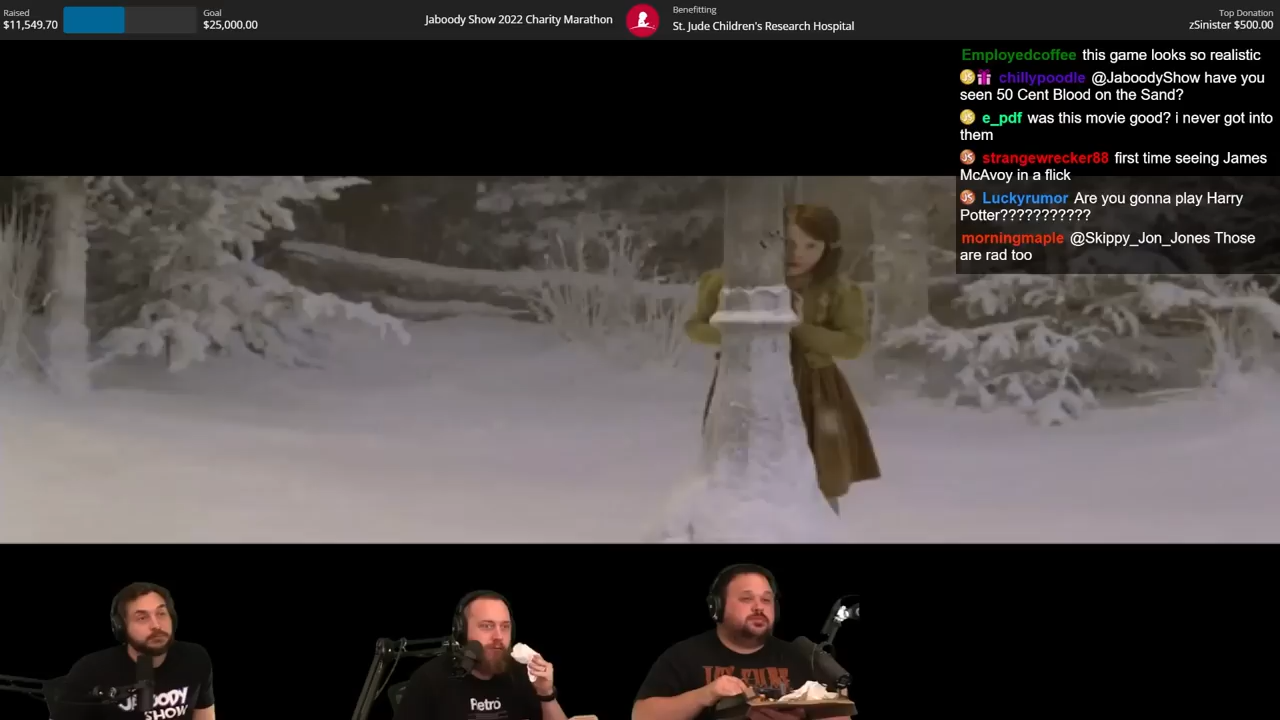 Raised
$11,549.70
Goal
$25,000.00
Jaboody Show 2022 Charity Marathon
Benefitting
St. Jude Children's Research Hospital
Top Donation
zSinister $500.00
Employedcoffee this game looks so realistic
chillypoodle @JaboodyShow have you
seen 50 Cent Blood on the Sand?
e_pdf was this movie good? i never got into
them
strangewrecker88 first time seeing James
McAvoy in a flick
Luckyrumor Are you gonna play Harry
Potter???????????
morningmaple @Skippy_Jon_Jones Those
are rad too
SHOW
Petro